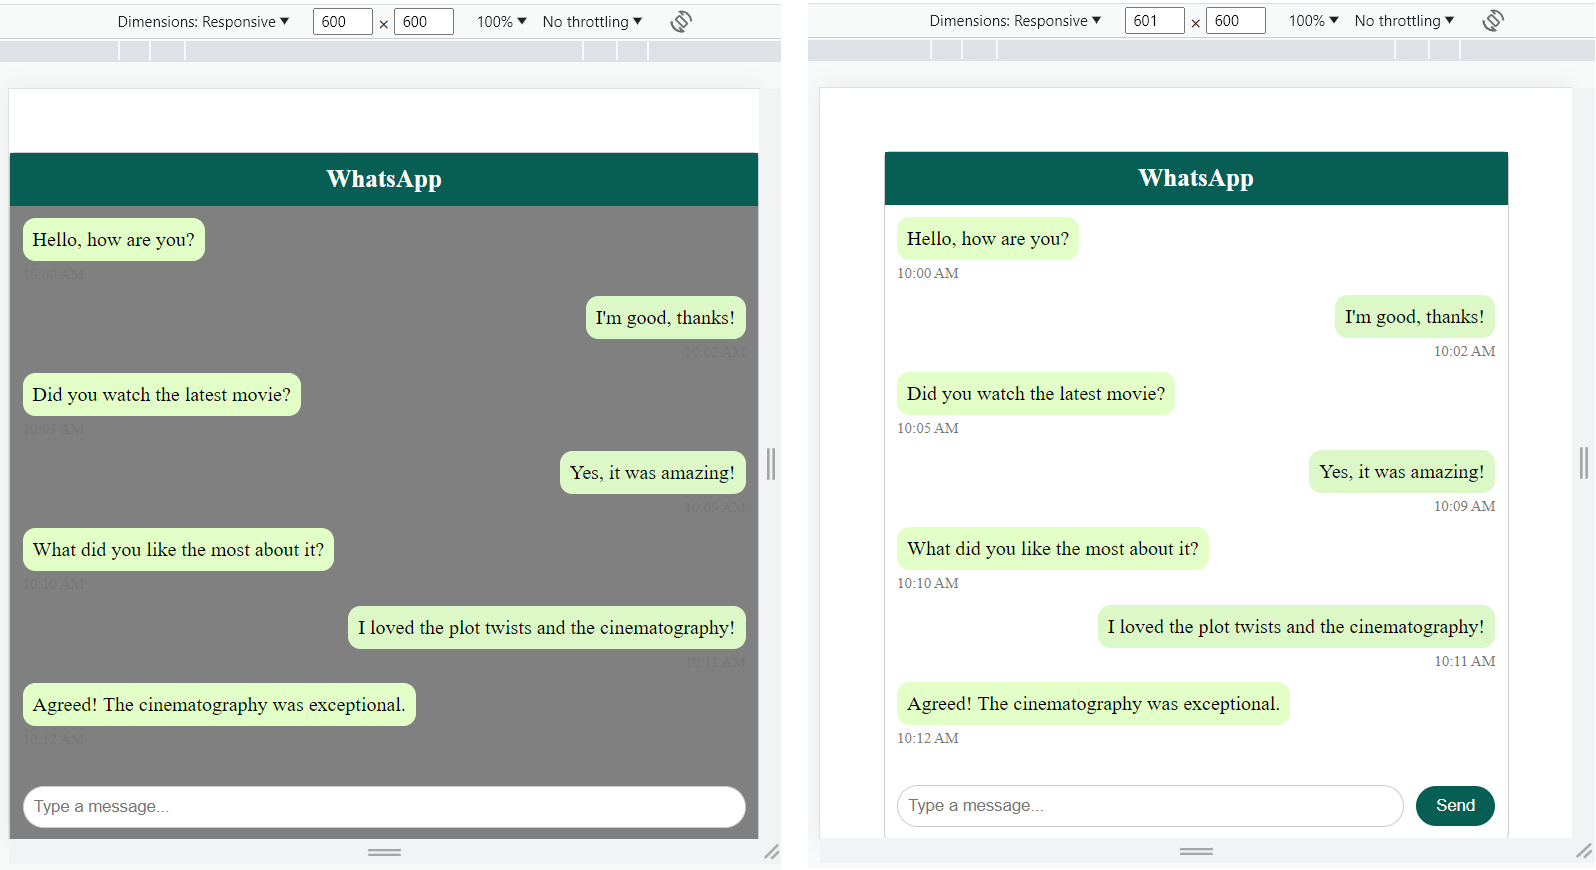 Dimensions: Responsive ▼ 600 × 600 100% ▼ No throttling ▼
WhatsApp
Hello, how are you?
10:00 AM
I'm good, thanks!
10:02 AM
Did you watch the latest movie?
10:05 AM
Yes, it was amazing!
10:09 AM
What did you like the most about it?
10:10 AM
I loved the plot twists and the cinematography!
10:11 AM
Agreed! The cinematography was exceptional.
10:12 AM
Type a message...
Dimensions: Responsive ▼ 601 × 600 100% ▼ No throttling ▼
WhatsApp
Hello, how are you?
10:00 AM
I'm good, thanks!
10:02 AM
Did you watch the latest movie?
10:05 AM
Yes, it was amazing!
10:09 AM
What did you like the most about it?
10:10 AM
I loved the plot twists and the cinematography!
10:11 AM
Agreed! The cinematography was exceptional.
10:12 AM
Type a message... Send